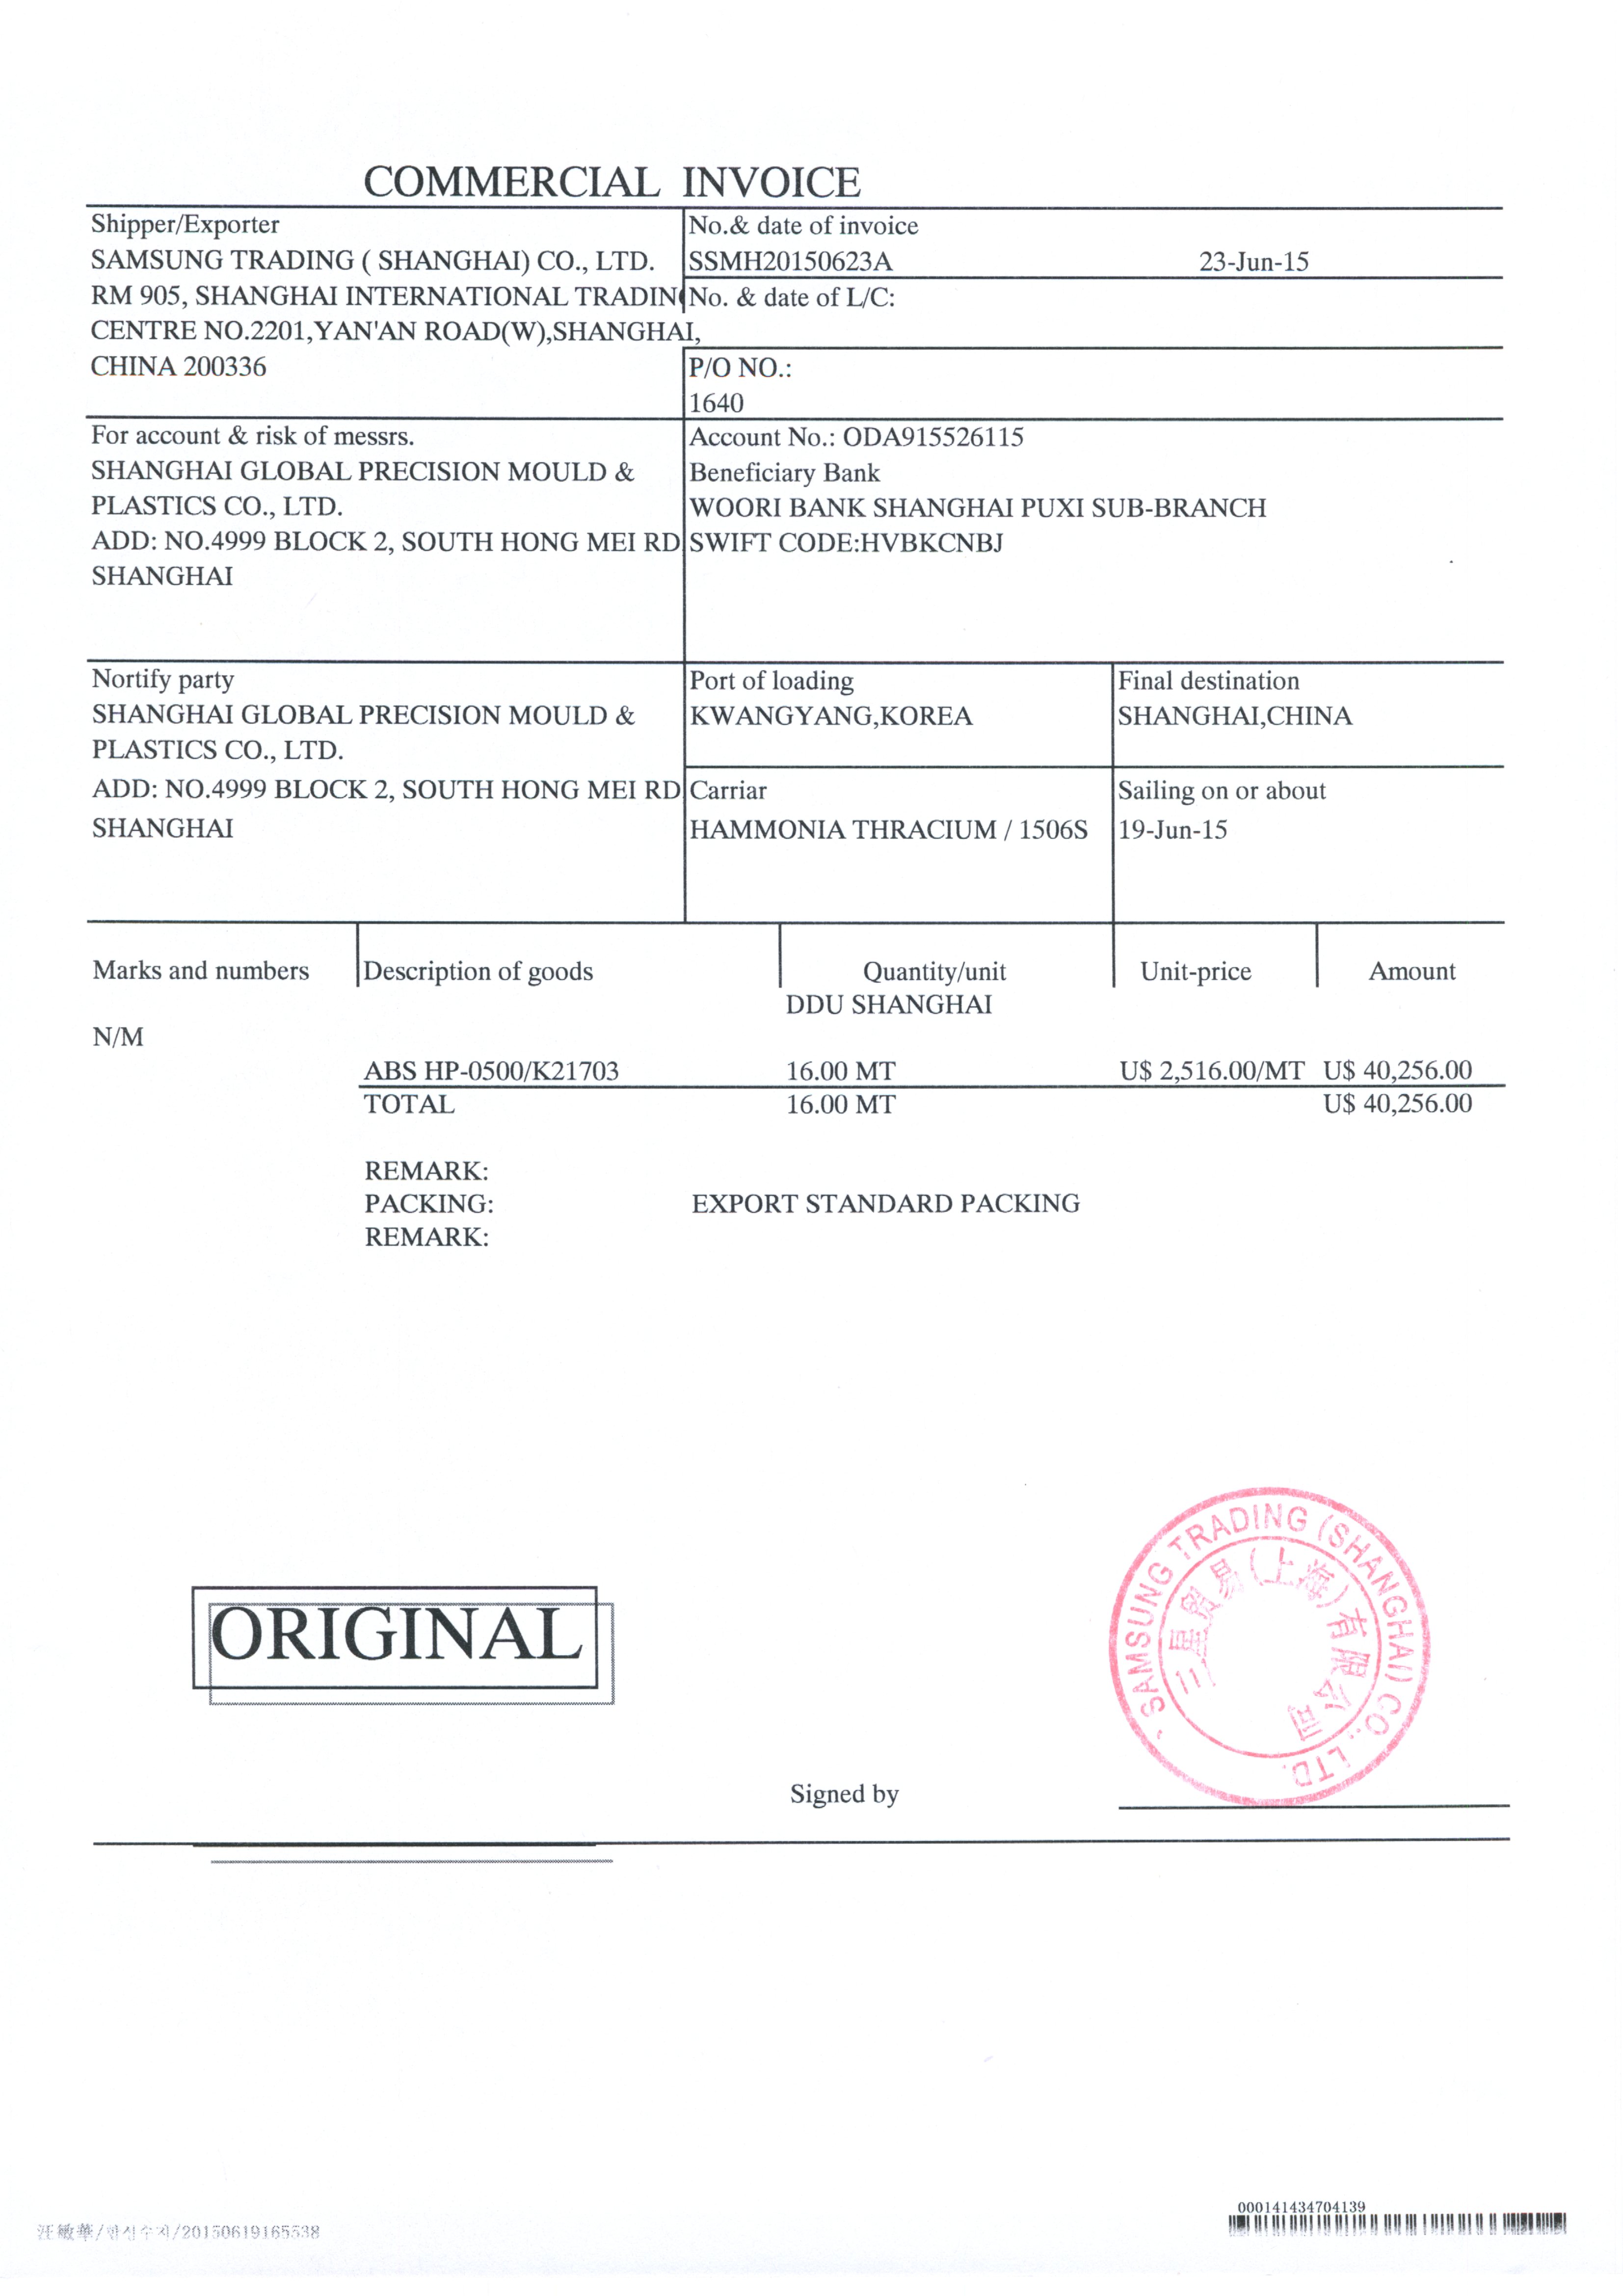 COMMERCIAL INVOICE
Shipper/Exporter
SAMSUNG TRADING ( SHANGHAI) CO., LTD.
RM 905, SHANGHAI INTERNATIONAL TRADIN
CENTRE NO.2201,YAN'AN ROAD(W),SHANGHAI,
CHINA 200336
No.& date of invoice
SSMH20150623A 23-Jun-15
No. & date of L/C:
P/O NO.:
1640
For account & risk of messrs.
SHANGHAI GLOBAL PRECISION MOULD &
PLASTICS CO., LTD.
ADD: NO.4999 BLOCK 2, SOUTH HONG MEI RD
SHANGHAI
Account No.: ODA915526115
Beneficiary Bank
WOORI BANK SHANGHAI PUXI SUB-BRANCH
SWIFT CODE:HVBKCNBJ
Nortify party
SHANGHAI GLOBAL PRECISION MOULD &
PLASTICS CO., LTD.
ADD: NO.4999 BLOCK 2, SOUTH HONG MEI RD
SHANGHAI
Port of loading
KWANGYANG,KOREA
Final destination
SHANGHAI,CHINA
Carriar
HAMMONIA THRACIUM / 1506S
Sailing on or about
19-Jun-15
Marks and numbers Description of goods Quantity/unit Unit-price Amount
DDU SHANGHAI
N/M
ABS HP-0500/K21703 16.00 MT U$ 2,516.00/MT U$ 40,256.00
TOTAL 16.00 MT U$ 40,256.00
REMARK:
PACKING: EXPORT STANDARD PACKING
REMARK:
ORIGINAL
SAMSUNG TRADING (SHANGHAI) CO., LTD.
三星贸易(上海)有限公司
Signed by
000141434704139
汪敏華/ /20150619165538